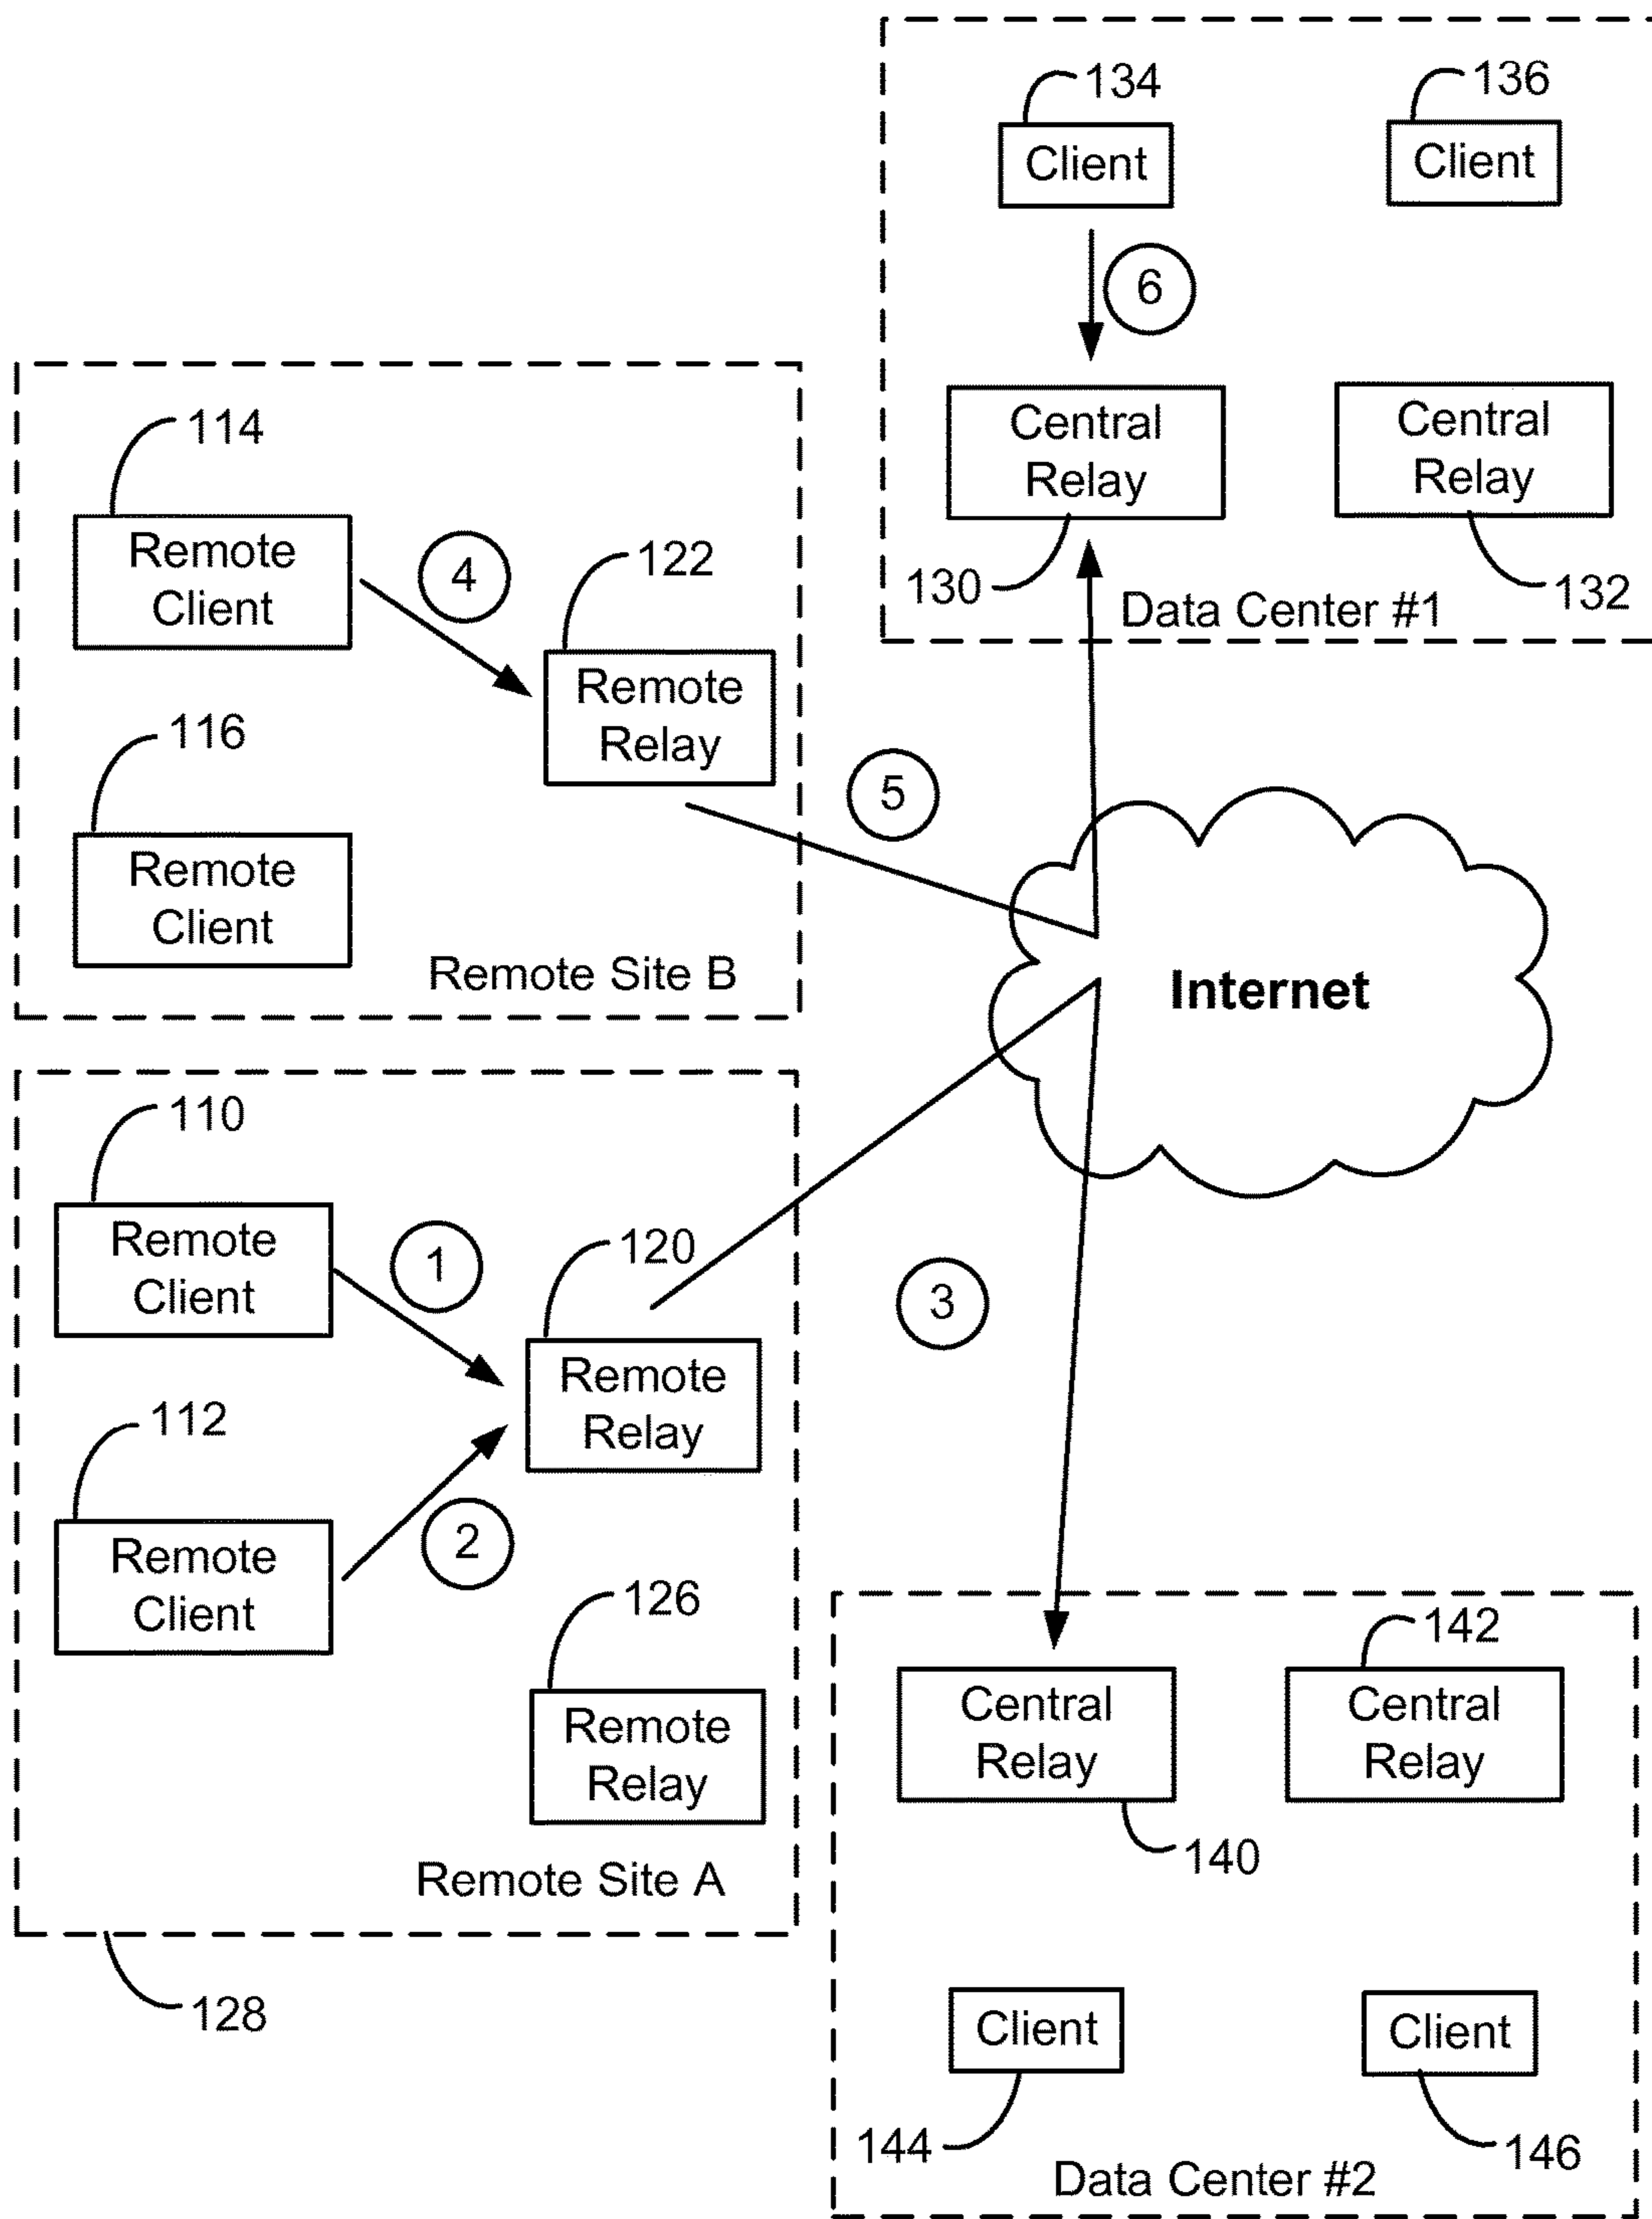 134
136
Client
Client
6
Central
Relay
Central
Relay
130
132
Data Center #1
114
Remote
Client
4
122
Remote
Relay
116
Remote
Client
5
Remote Site B
Internet
110
Remote
Client
1
120
Remote
Relay
3
112
Remote
Client
2
126
Remote
Relay
Remote Site A
128
142
Central
Relay
Central
Relay
140
Client
Client
144
146
Data Center #2